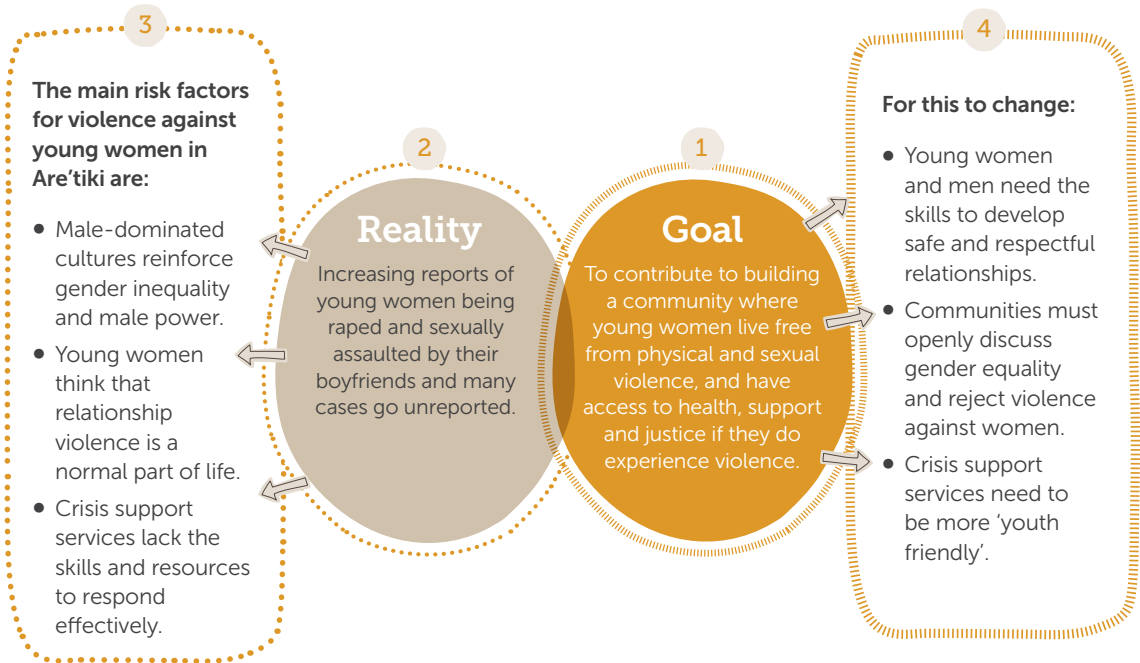 3
The main risk factors
for violence against
young women in
Are’tiki are:
• Male-dominated
cultures reinforce
gender inequality
and male power.
• Young women
think that
relationship
violence is a
normal part of life.
• Crisis support
services lack the
skills and resources
to respond
effectively.
2
Reality
Increasing reports of
young women being
raped and sexually
assaulted by their
boyfriends and many
cases go unreported.
1
Goal
To contribute to building
a community where
young women live free
from physical and sexual
violence, and have
access to health, support
and justice if they do
experience violence.
4
For this to change:
• Young women
and men need the
skills to develop
safe and respectful
relationships.
• Communities must
openly discuss
gender equality
and reject violence
against women.
• Crisis support
services need to
be more ‘youth
friendly’.